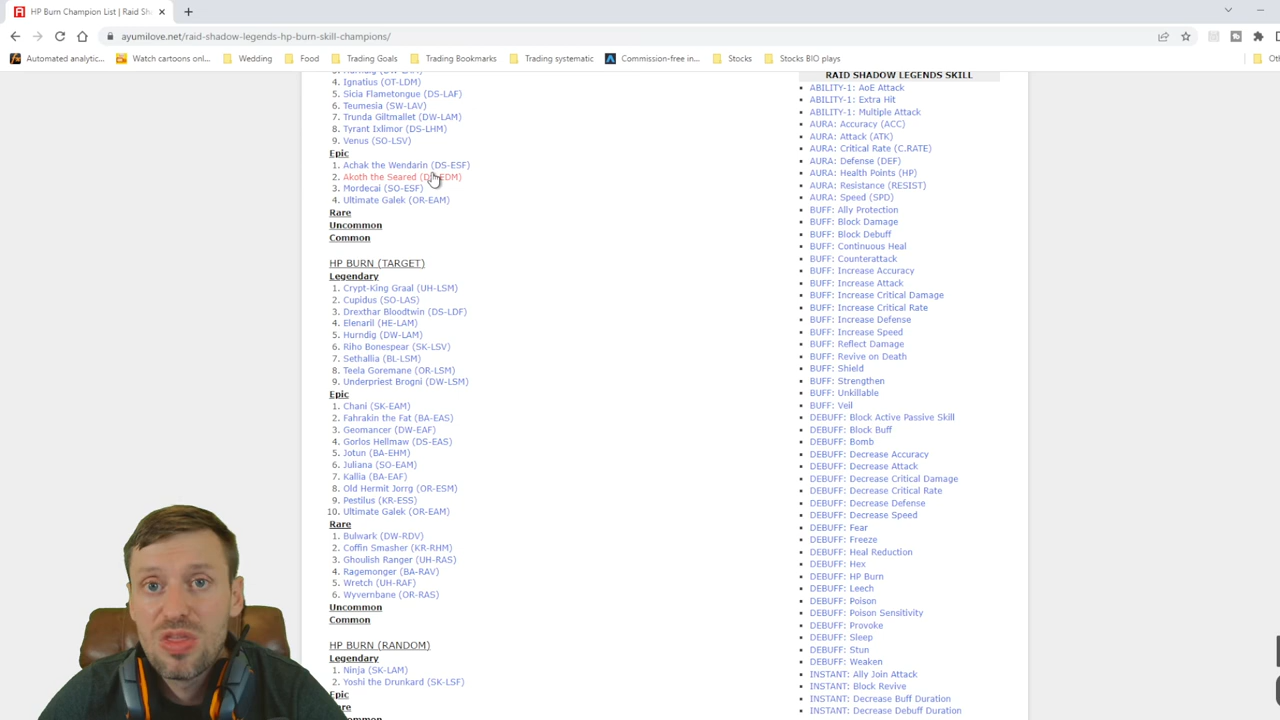 HP Burn Champion List | Raid Sha
ayumilove.net/raid-shadow-legends-hp-burn-skill-champions/
Automated analytic...
Watch cartoons onl...
Wedding
Food
Trading Goals
Trading Bookmarks
Trading systematic
Commission-free in...
Stocks
Stocks BIO plays
Oth
4. Ignatius (OT-LDM)
5. Sicia Flametongue (DS-LAF)
6. Teumesia (SW-LAV)
7. Trunda Giltmallet (DW-LAM)
8. Tyrant Ixlimor (DS-LHM)
9. Venus (SO-LSV)
Epic
1. Achak the Wendarin (DS-ESF)
2. Akoth the Seared (DS-EDM)
3. Mordecai (SO-ESF)
4. Ultimate Galek (OR-EAM)
Rare
Uncommon
Common
HP BURN (TARGET)
Legendary
1. Crypt-King Graal (UH-LSM)
2. Cupidus (SO-LAS)
3. Drexthar Bloodtwin (DS-LDF)
4. Elenaril (HE-LAM)
5. Hurndig (DW-LAM)
6. Riho Bonespear (SK-LSV)
7. Sethallia (BL-LSM)
8. Teela Goremane (OR-LSM)
9. Underpriest Brogni (DW-LSM)
Epic
1. Chani (SK-EAM)
2. Fahrakin the Fat (BA-EAS)
3. Geomancer (DW-EAF)
4. Gorlos Hellmaw (DS-EAS)
5. Jotun (BA-EHM)
6. Juliana (SO-EAM)
7. Kallia (BA-EAF)
8. Old Hermit Jorrg (OR-ESM)
9. Pestilus (KR-ESS)
10. Ultimate Galek (OR-EAM)
Rare
1. Bulwark (DW-RDV)
2. Coffin Smasher (KR-RHM)
3. Ghoulish Ranger (UH-RAS)
4. Ragemonger (BA-RAV)
5. Wretch (UH-RAF)
6. Wyvernbane (OR-RAS)
Uncommon
Common
HP BURN (RANDOM)
Legendary
1. Ninja (SK-LAM)
2. Yoshi the Drunkard (SK-LSF)
Epic
RAID SHADOW LEGENDS SKILL
ABILITY-1: AoE Attack
ABILITY-1: Extra Hit
ABILITY-1: Multiple Attack
AURA: Accuracy (ACC)
AURA: Attack (ATK)
AURA: Critical Rate (C.RATE)
AURA: Defense (DEF)
AURA: Health Points (HP)
AURA: Resistance (RESIST)
AURA: Speed (SPD)
BUFF: Ally Protection
BUFF: Block Damage
BUFF: Block Debuff
BUFF: Continuous Heal
BUFF: Counterattack
BUFF: Increase Accuracy
BUFF: Increase Attack
BUFF: Increase Critical Damage
BUFF: Increase Critical Rate
BUFF: Increase Defense
BUFF: Increase Speed
BUFF: Reflect Damage
BUFF: Revive on Death
BUFF: Shield
BUFF: Strengthen
BUFF: Unkillable
BUFF: Veil
DEBUFF: Block Active Passive Skill
DEBUFF: Block Buff
DEBUFF: Bomb
DEBUFF: Decrease Accuracy
DEBUFF: Decrease Attack
DEBUFF: Decrease Critical Damage
DEBUFF: Decrease Critical Rate
DEBUFF: Decrease Defense
DEBUFF: Decrease Speed
DEBUFF: Fear
DEBUFF: Freeze
DEBUFF: Heal Reduction
DEBUFF: Hex
DEBUFF: HP Burn
DEBUFF: Leech
DEBUFF: Poison
DEBUFF: Poison Sensitivity
DEBUFF: Provoke
DEBUFF: Sleep
DEBUFF: Stun
DEBUFF: Weaken
INSTANT: Ally Join Attack
INSTANT: Block Revive
INSTANT: Decrease Buff Duration
INSTANT: Decrease Debuff Duration